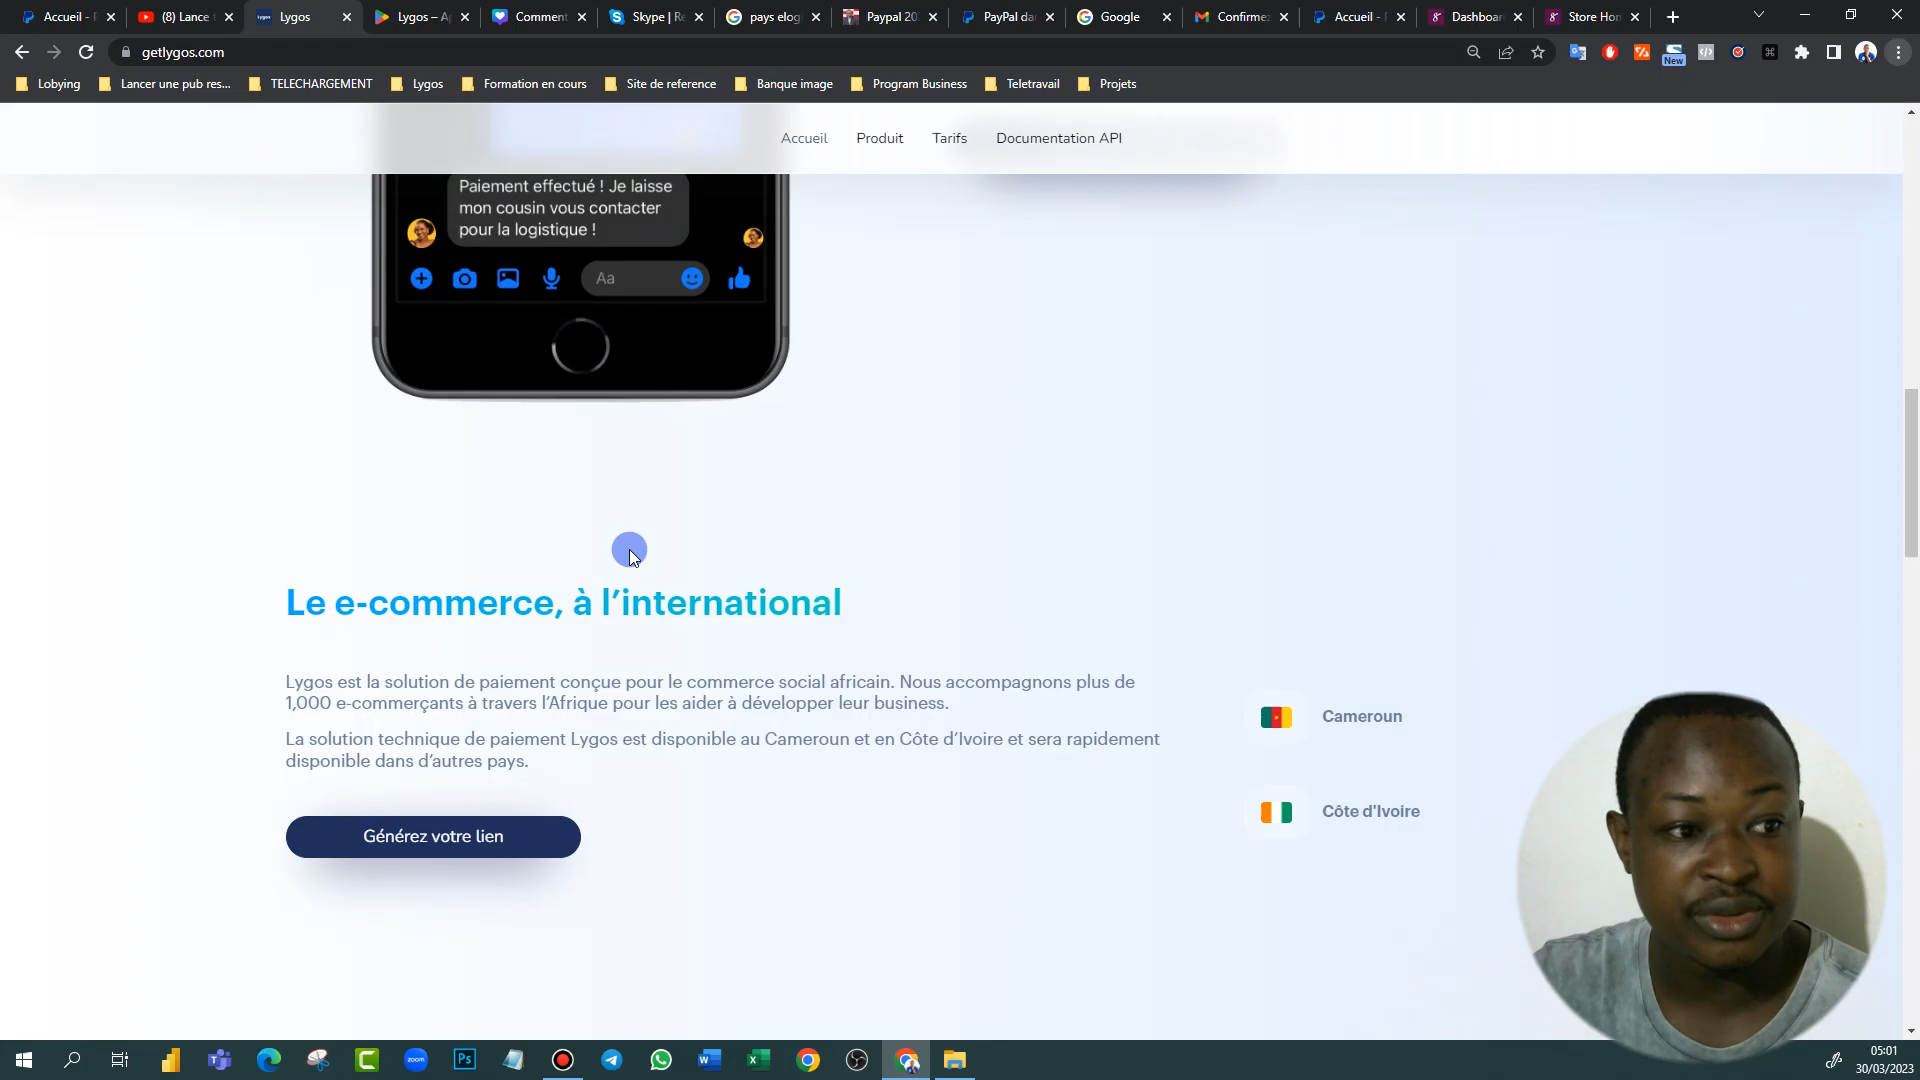 Accueil -
(8) Lance
Lygos
Lygos – A
Comment
Skype | Re
pays elog
Paypal 20
PayPal da
Google
Confirme
Accueil -
Dashboar
Store Hom
getlygos.com
New
Lobying
Lancer une pub res...
TELECHARGEMENT
Lygos
Formation en cours
Site de reference
Banque image
Program Business
Teletravail
Projets
Accueil
Produit
Tarifs
Documentation API
Paiement effectué ! Je laisse
mon cousin vous contacter
pour la logistique !
Aa
Le e-commerce, à l’international
Lygos est la solution de paiement conçue pour le commerce social africain. Nous accompagnons plus de
1,000 e-commerçants à travers l’Afrique pour les aider à développer leur business.
La solution technique de paiement Lygos est disponible au Cameroun et en Côte d’Ivoire et sera rapidement
disponible dans d’autres pays.
Cameroun
Côte d'Ivoire
Générez votre lien
zoom
Ps
05:01
30/03/2023